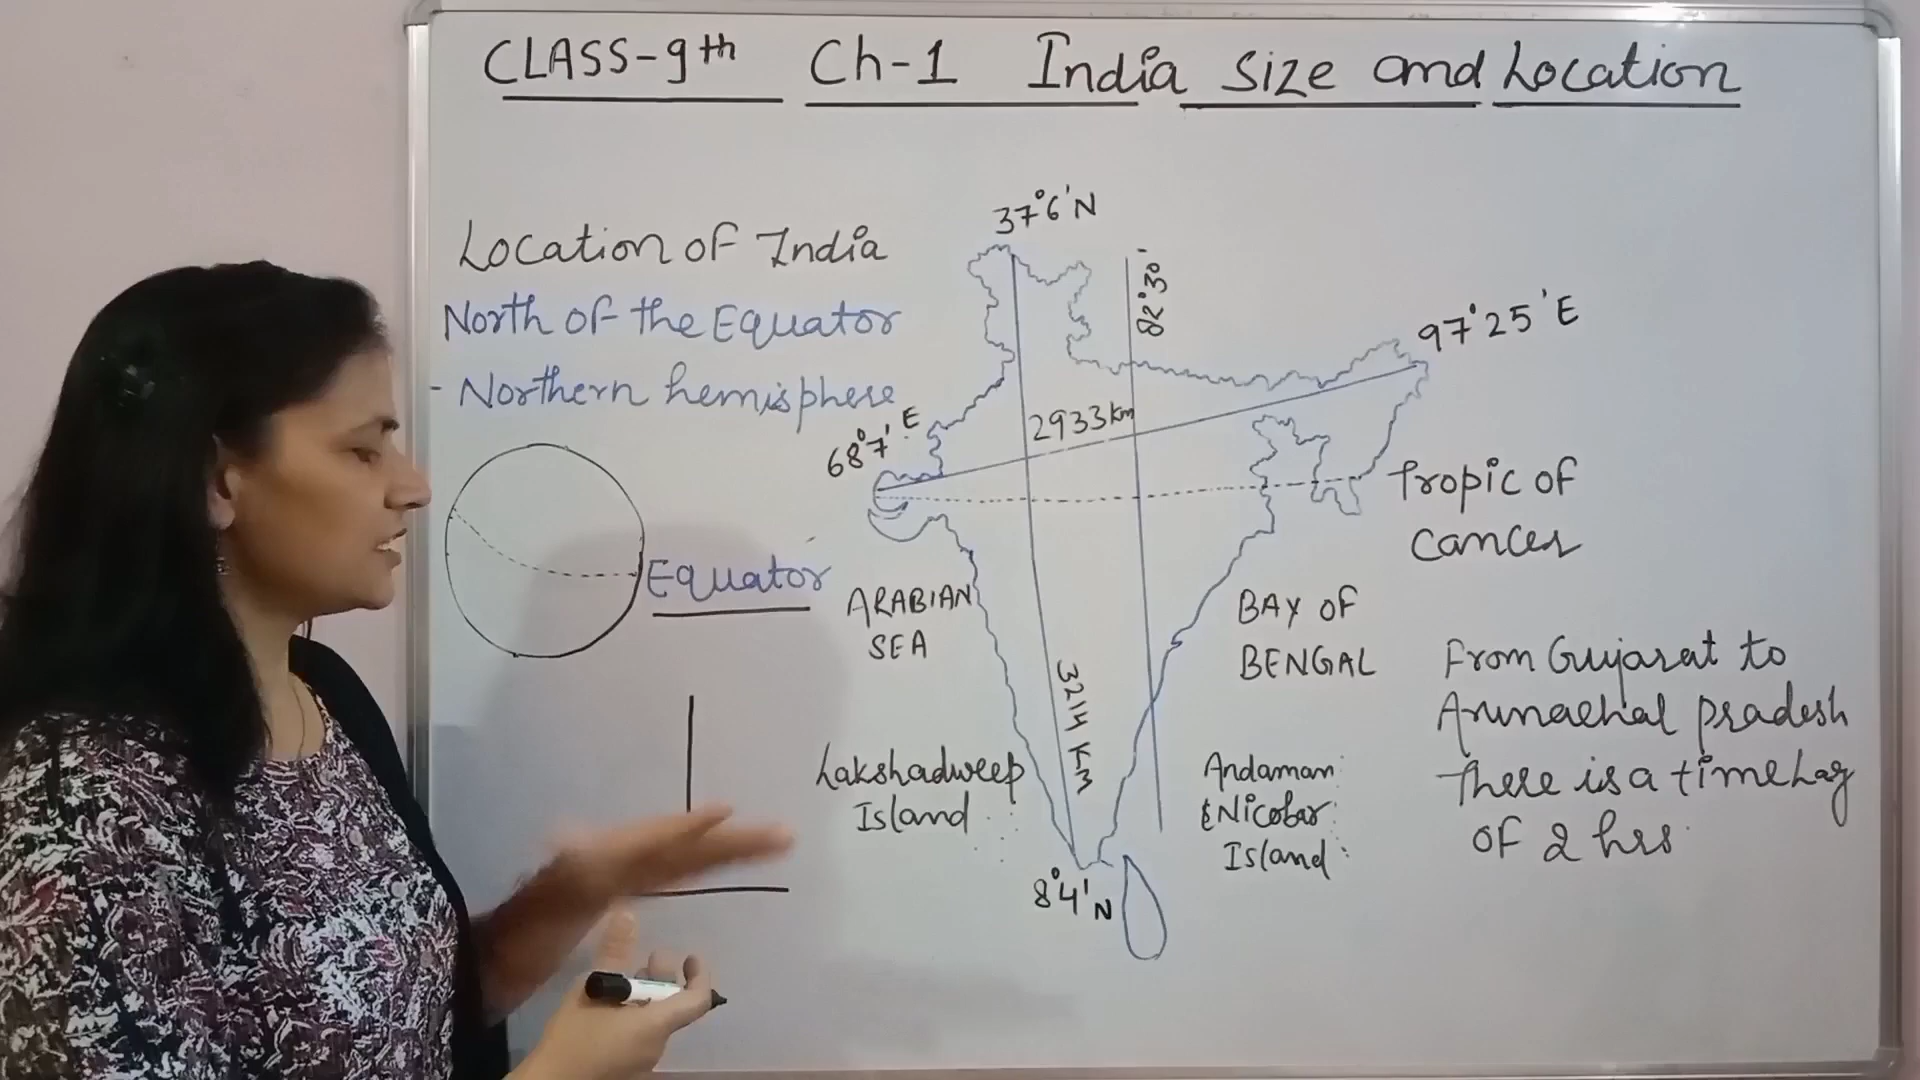 CLASS-9th Ch-1 India Size and Location
Location of India
North of the Equator
- Northern hemisphere
Equator
37°6'N
82°30'
97°25'E
68°7'E
2933km
Tropic of
Cancer
ARABIAN
SEA
BAY OF
BENGAL
3214 KM
Lakshadweep
Island
Andaman
& Nicobar
Island
8°4'N
From Gujarat to
Arunachal pradesh
there is a time Lag
of 2 hrs.